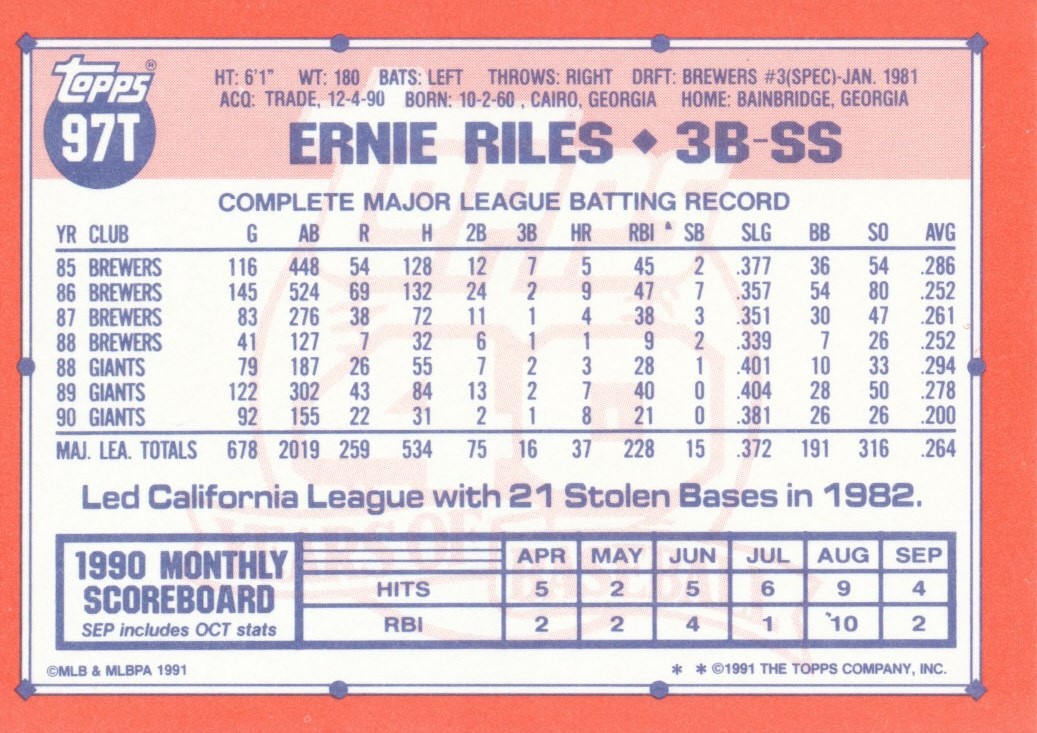 TOPPS®
97T
HT: 6'1" WT: 180 BATS: LEFT THROWS: RIGHT DRFT: BREWERS #3(SPEC)-JAN. 1981
ACQ: TRADE, 12-4-90 BORN: 10-2-60 , CAIRO, GEORGIA HOME: BAINBRIDGE, GEORGIA
ERNIE RILES ◆ 3B-SS
COMPLETE MAJOR LEAGUE BATTING RECORD
YR CLUB G AB R H 2B 3B HR RBI SB SLG BB SO AVG
85 BREWERS 116 448 54 128 12 7 5 45 2 .377 36 54 .286
86 BREWERS 145 524 69 132 24 2 9 47 7 .357 54 80 .252
87 BREWERS 83 276 38 72 11 1 4 38 3 .351 30 47 .261
88 BREWERS 41 127 7 32 6 1 1 9 2 .339 7 26 .252
88 GIANTS 79 187 26 55 7 2 3 28 1 .401 10 33 .294
89 GIANTS 122 302 43 84 13 2 7 40 0 .404 28 50 .278
90 GIANTS 92 155 22 31 2 1 8 21 0 .381 26 26 .200
MAJ. LEA. TOTALS 678 2019 259 534 75 16 37 228 15 .372 191 316 .264
Led California League with 21 Stolen Bases in 1982.
1990 MONTHLY
SCOREBOARD
SEP includes OCT stats
APR MAY JUN JUL AUG SEP
HITS 5 2 5 6 9 4
RBI 2 2 4 1 10 2
TOPPS
40
YEARS OF
BASEBALL
©MLB & MLBPA 1991
* * ©1991 THE TOPPS COMPANY, INC.